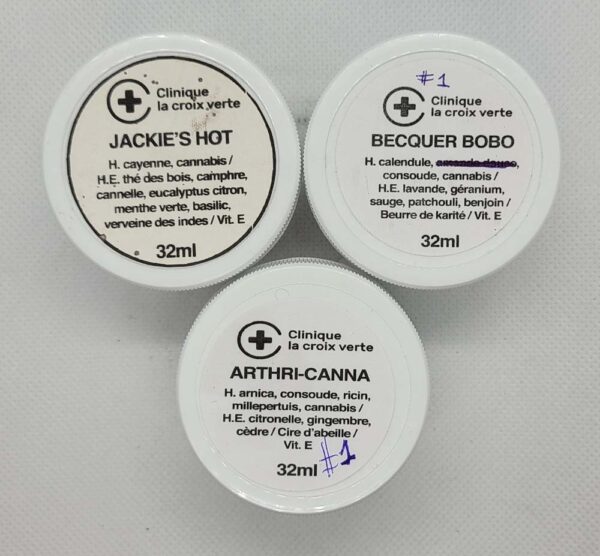 Clinique
la croix verte
JACKIE'S HOT
H. cayenne, cannabis /
H.E. thé des bois, camphre,
cannelle, eucalyptus citron,
menthe verte, basilic,
verveine des indes / Vit. E
32ml
#1
Clinique
la croix verte
BECQUER BOBO
H. calendule, amande douce,
consoude, cannabis /
H.E. lavande, géranium,
sauge, patchouli, benjoin /
Beurre de karité / Vit. E
32ml
Clinique
la croix verte
ARTHRI-CANNA
H. arnica, consoude, ricin,
millepertuis, cannabis /
H.E. citronelle, gingembre,
cèdre / Cire d'abeille /
Vit. E
32ml #1